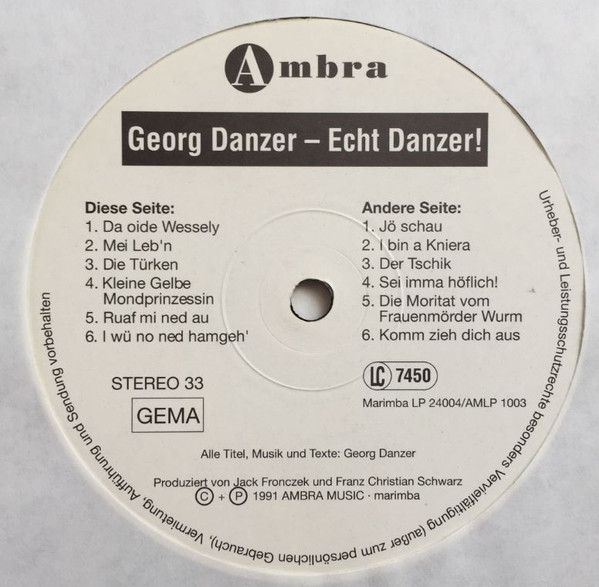 Ambra
Georg Danzer – Echt Danzer!
Diese Seite:
1. Da oide Wessely
2. Mei Leb'n
3. Die Türken
4. Kleine Gelbe
Mondprinzessin
5. Ruaf mi ned au
6. I wü no ned hamgeh'
Andere Seite:
1. Jö schau
2. I bin a Kniera
3. Der Tschik
4. Sei imma höflich!
5. Die Moritat vom
Frauenmörder Wurm
6. Komm zieh dich aus
STEREO 33
GEMA
LC 7450
Marimba LP 24004/AMLP 1003
Alle Titel, Musik und Texte: Georg Danzer
Produziert von Jack Fronczek und Franz Christian Schwarz
C + P 1991 AMBRA MUSIC · marimba
Urheber- und Leistungsschutzrechte besonders Vervielfältigung (außer zum persönlichen Gebrauch), Vermietung, Aufführung und Sendung vorbehalten